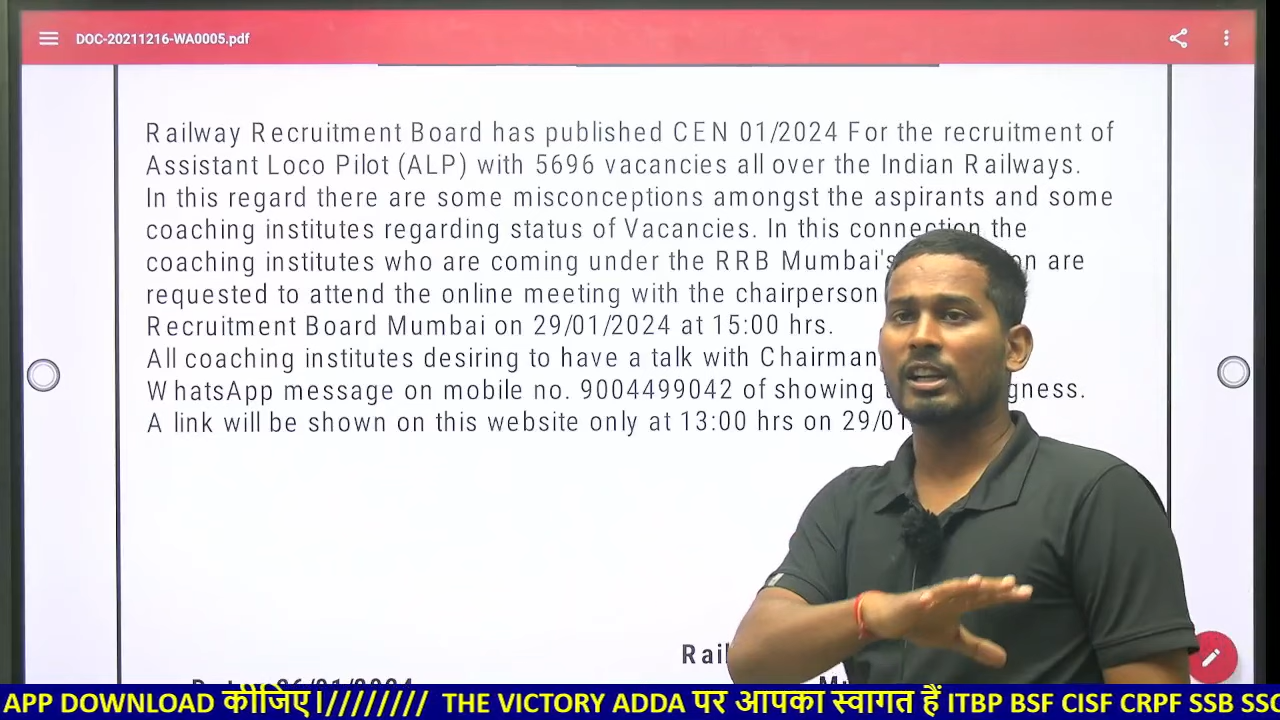 DOC-20211216-WA0005.pdf
Railway Recruitment Board has published CEN 01/2024 For the recruitment of
Assistant Loco Pilot (ALP) with 5696 vacancies all over the Indian Railways.
In this regard there are some misconceptions amongst the aspirants and some
coaching institutes regarding status of Vacancies. In this connection the
coaching institutes who are coming under the RRB Mumbai's are
requested to attend the online meeting with the chairperson
Recruitment Board Mumbai on 29/01/2024 at 15:00 hrs.
All coaching institutes desiring to have a talk with Chairman
WhatsApp message on mobile no. 9004499042 of showing
A link will be shown on this website only at 13:00 hrs on 29/01
APP DOWNLOAD कीजिए।//////// THE VICTORY ADDA पर आपका स्वागत हैं ITBP BSF CISF CRPF SSB SSC